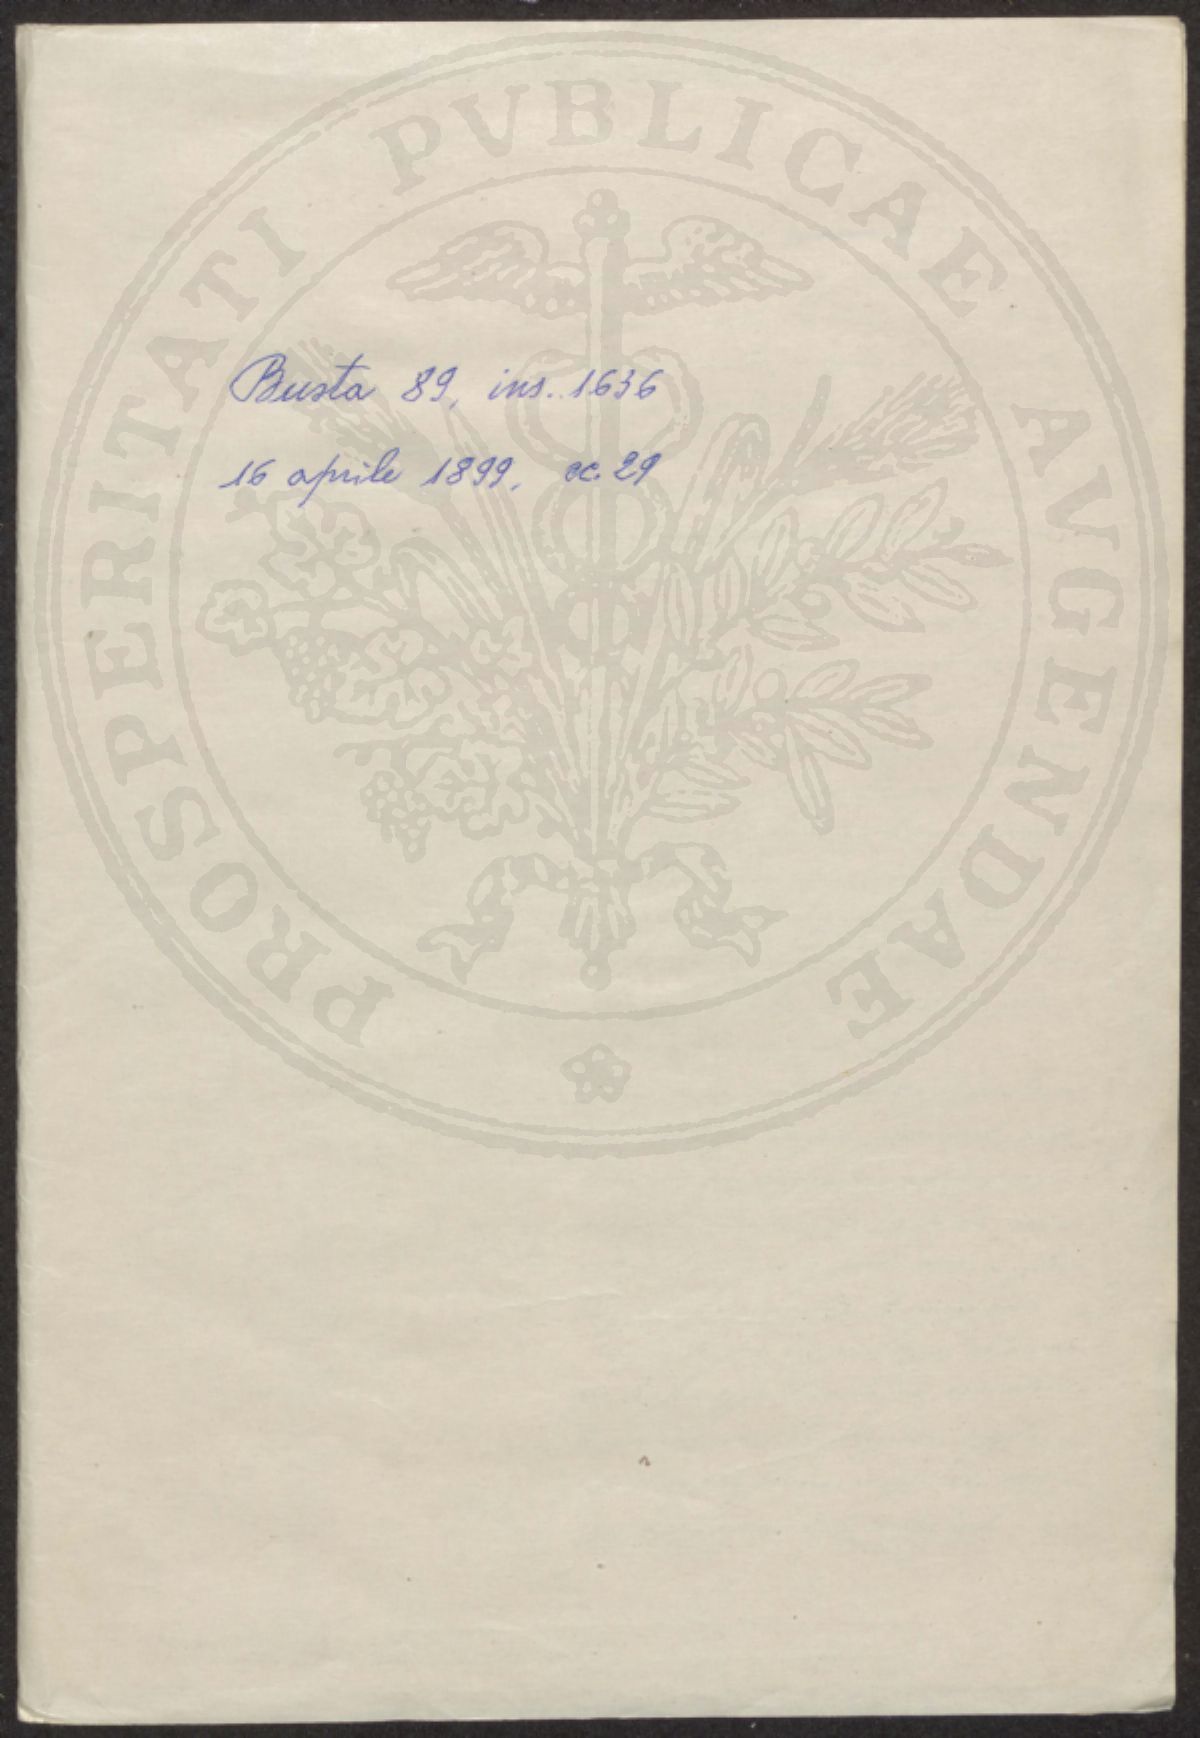 PROSPERITATI PVBLICAE AVGENDAE
Busta 89, ins. 1636
16 aprile 1899, cc. 29